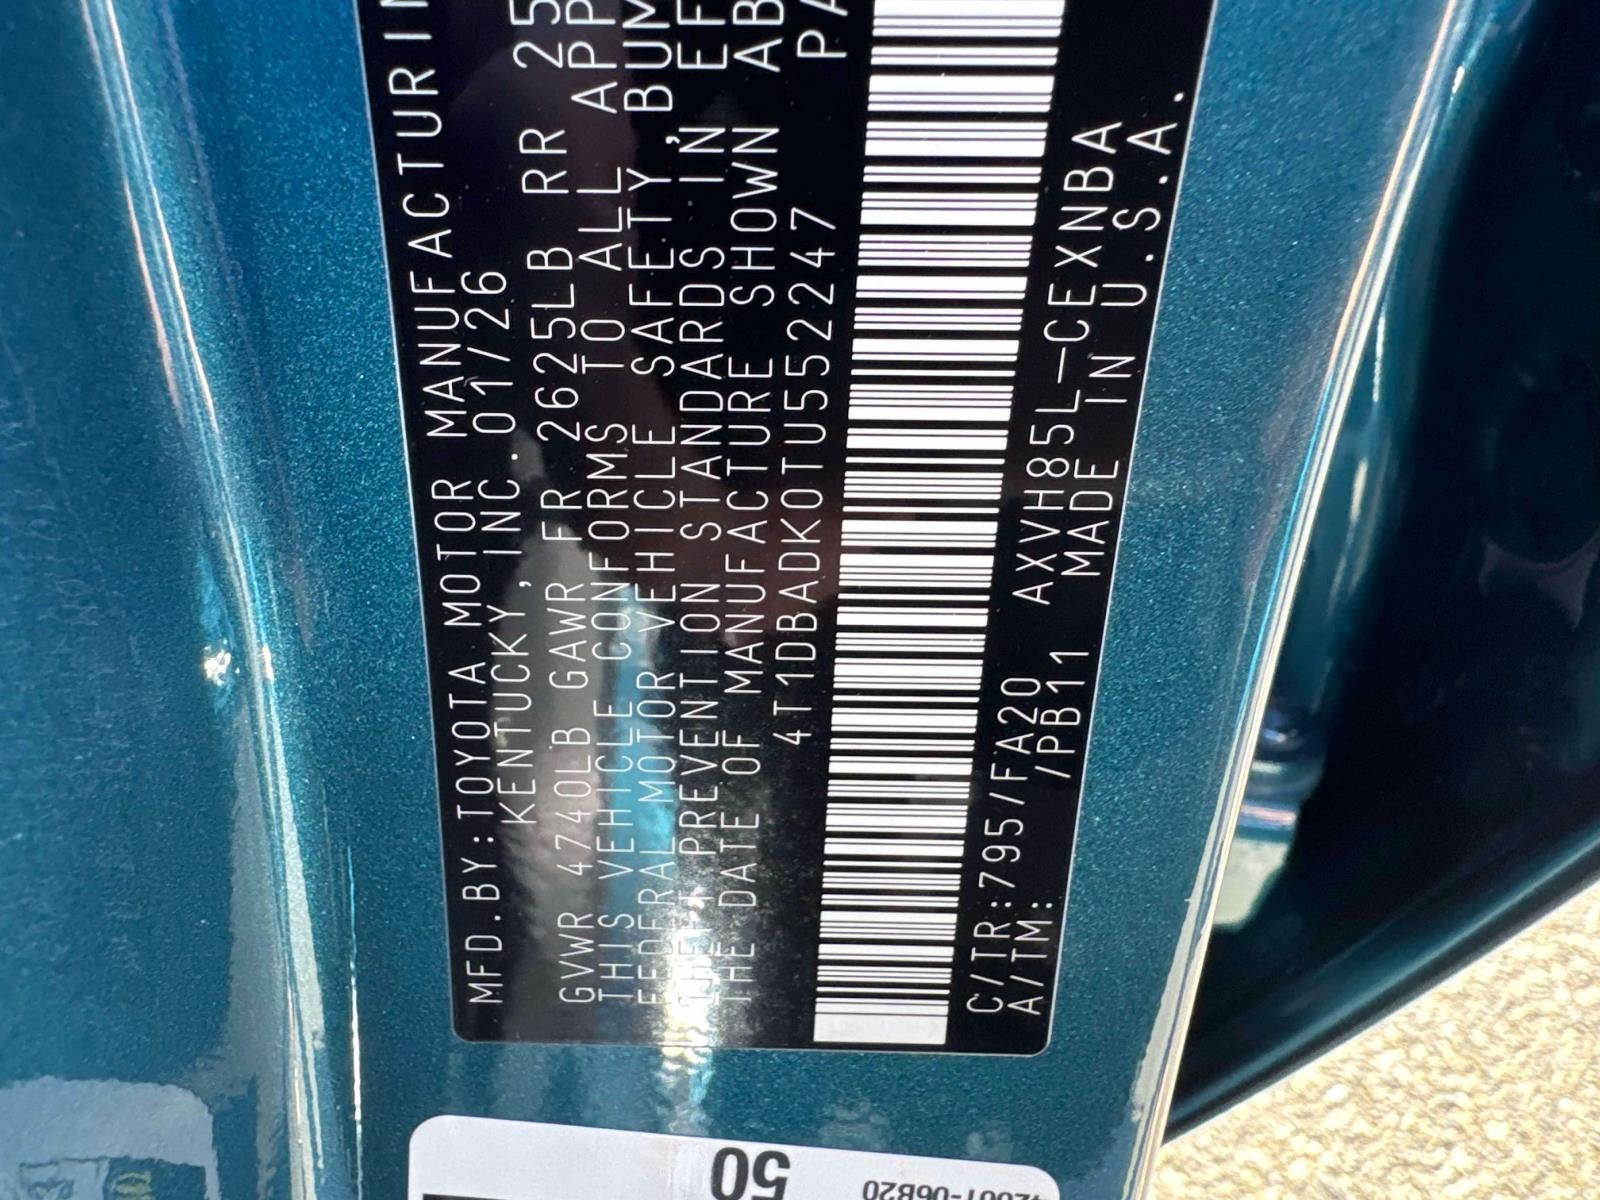 MFD.BY:TOYOTA MOTOR MANUFACTURIN
KENTUCKY,INC.01/26
GVWR 4740LB GAWR FR 2625LB RR 25
THIS VEHICLE CONFORMS TO ALL APP
FEDERAL MOTOR VEHICLE SAFETY,BUM
THEFT PREVENTION STANDARDS IN EF
THE DATE OF MANUFACTURE SHOWN AB
4T1DBADK0TU552247 PA
C/TR:795/FA20 AXVH85L-CEXNBA
A/TM: /PB11 MADE IN U.S.A.
50